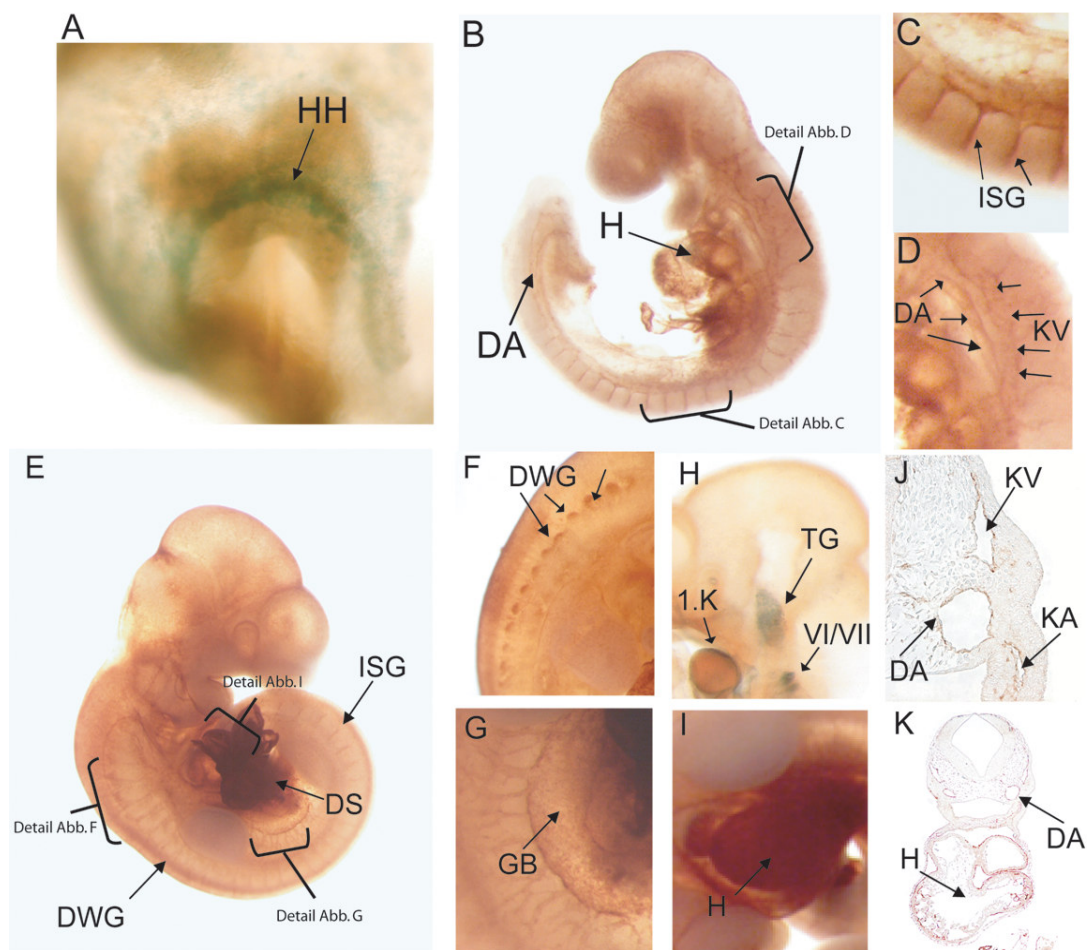 A
HH
B
Detail Abb. D
H
DA
Detail Abb. C
C
ISG
D
DA
KV
E
ISG
Detail Abb. I
DS
Detail Abb. F
DWG
Detail Abb. G
F
DWG
H
TG
1.K
VI/VII
J
KV
DA
KA
G
GB
I
H
K
DA
H